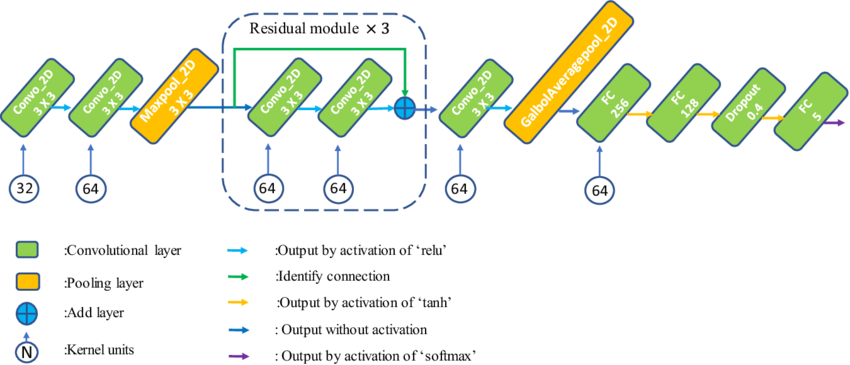 Residual module × 3
Convo_2D
3 X 3
Convo_2D
3 X 3
Maxpool_2D
3 X 3
Convo_2D
3 X 3
Convo_2D
3 X 3
Convo_2D
3 X 3
GalbolAveragepool_2D
FC
256
FC
128
Dropout
0.4
FC
5
32
64
64
64
64
64
:Convolutional layer
:Pooling layer
:Add layer
N
:Kernel units
:Output by activation of ‘relu’
:Identify connection
:Output by activation of ‘tanh’
: Output without activation
: Output by activation of ‘softmax’